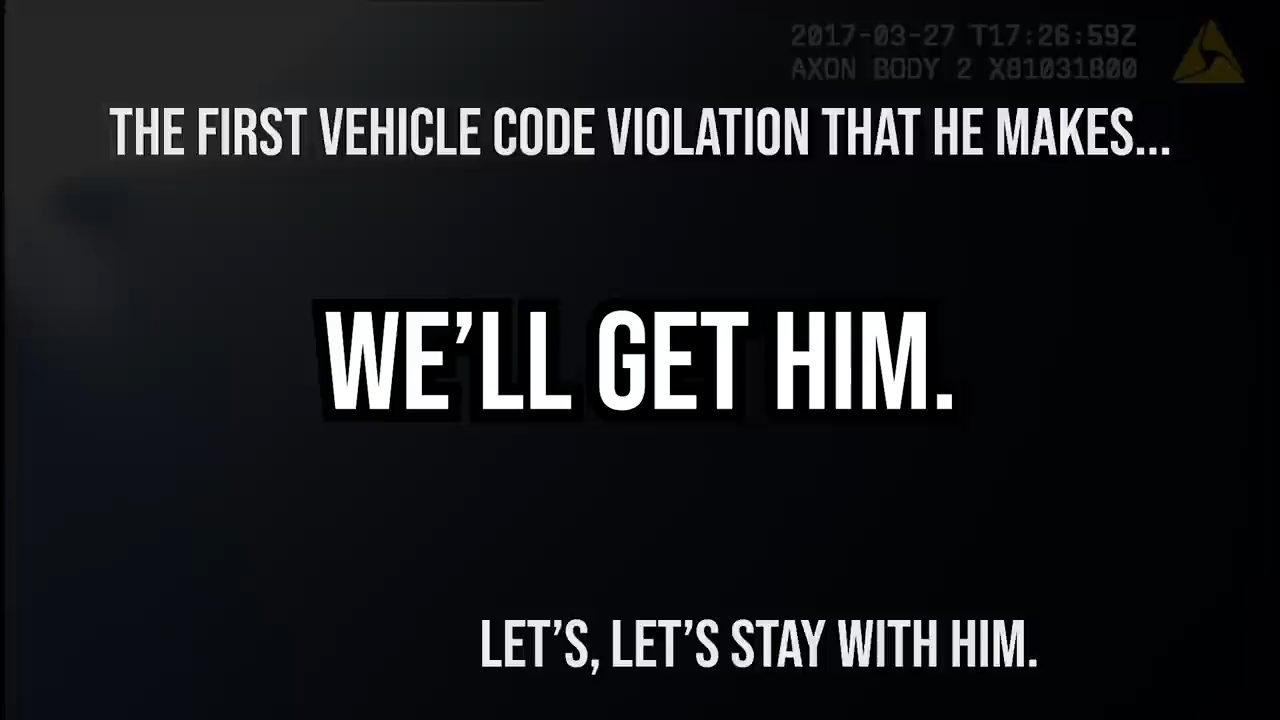 2017-03-27 T17:26:59Z
AXON BODY 2 X81031800
THE FIRST VEHICLE CODE VIOLATION THAT HE MAKES...
WE’LL GET HIM.
LET’S, LET’S STAY WITH HIM.